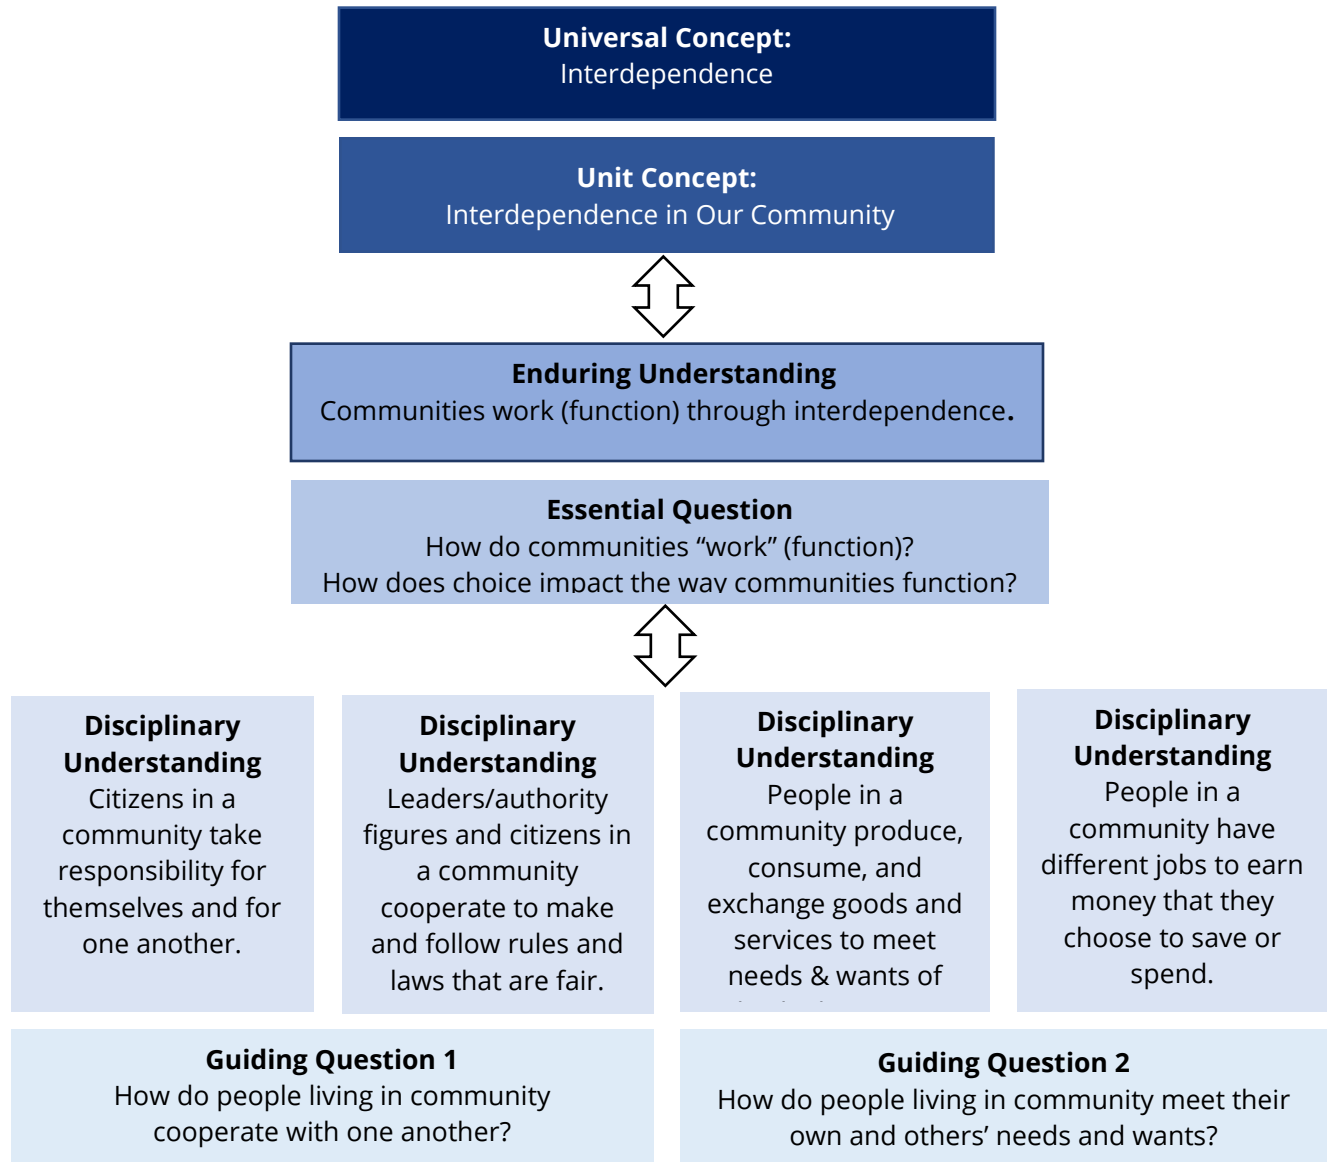 Universal Concept:
Interdependence
Unit Concept:
Interdependence in Our Community
Enduring Understanding
Communities work (function) through interdependence.
Essential Question
How do communities “work” (function)?
How does choice impact the way communities function?
Disciplinary
Understanding
Citizens in a
community take
responsibility for
themselves and for
one another.
Disciplinary
Understanding
Leaders/authority
figures and citizens in
a community
cooperate to make
and follow rules and
laws that are fair.
Disciplinary
Understanding
People in a
community produce,
consume, and
exchange goods and
services to meet
needs & wants of
Disciplinary
Understanding
People in a
community have
different jobs to earn
money that they
choose to save or
spend.
Guiding Question 1
How do people living in community
cooperate with one another?
Guiding Question 2
How do people living in community meet their
own and others’ needs and wants?